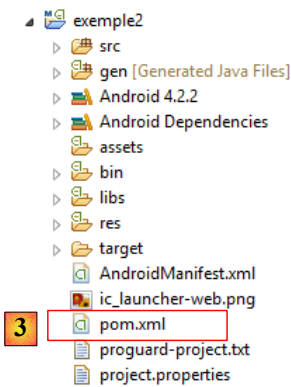 exemple2
src
gen [Generated Java Files]
Android 4.2.2
Android Dependencies
assets
bin
libs
res
target
AndroidManifest.xml
ic_launcher-web.png
3 pom.xml
proguard-project.txt
project.properties